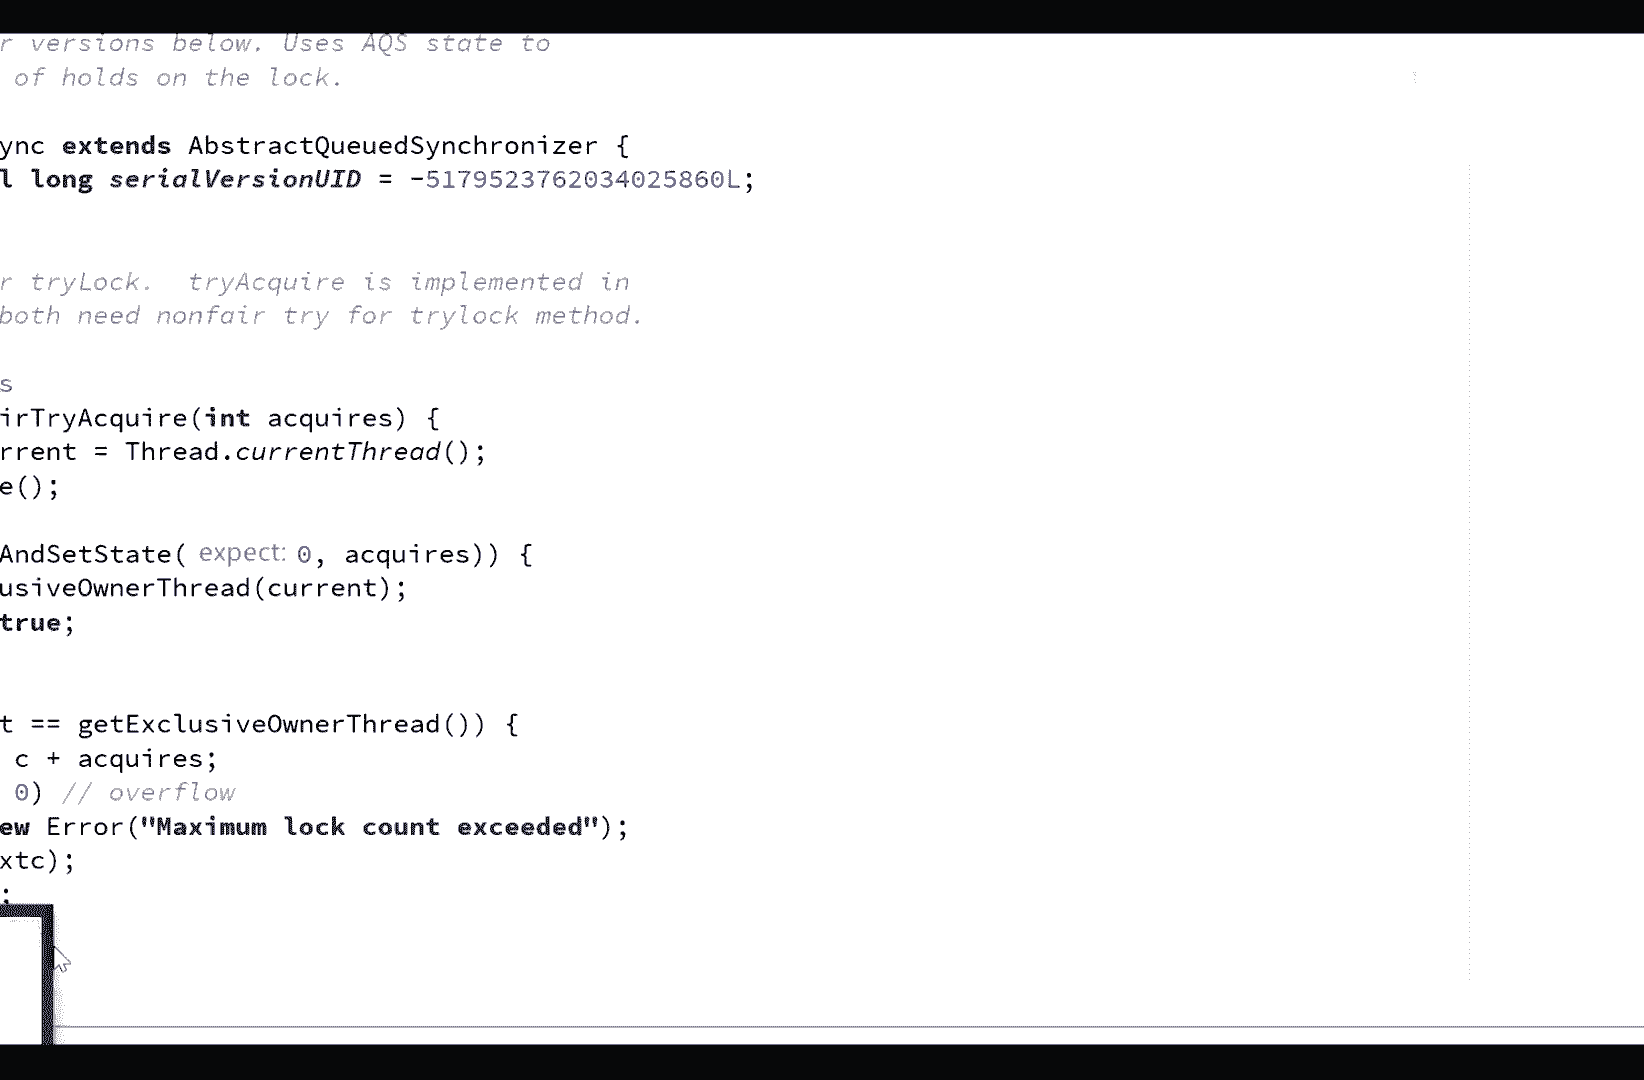 r versions below. Uses AQS state to
of holds on the lock.
ync extends AbstractQueuedSynchronizer {
l long serialVersionUID = -5179523762034025860L;
r tryLock.  tryAcquire is implemented in
both need nonfair try for trylock method.
s
irTryAcquire(int acquires) {
rrent = Thread.currentThread();
e();
AndSetState( expect: 0, acquires)) {
usiveOwnerThread(current);
true;
t == getExclusiveOwnerThread()) {
c + acquires;
0) // overflow
ew Error("Maximum lock count exceeded");
xtc);
;